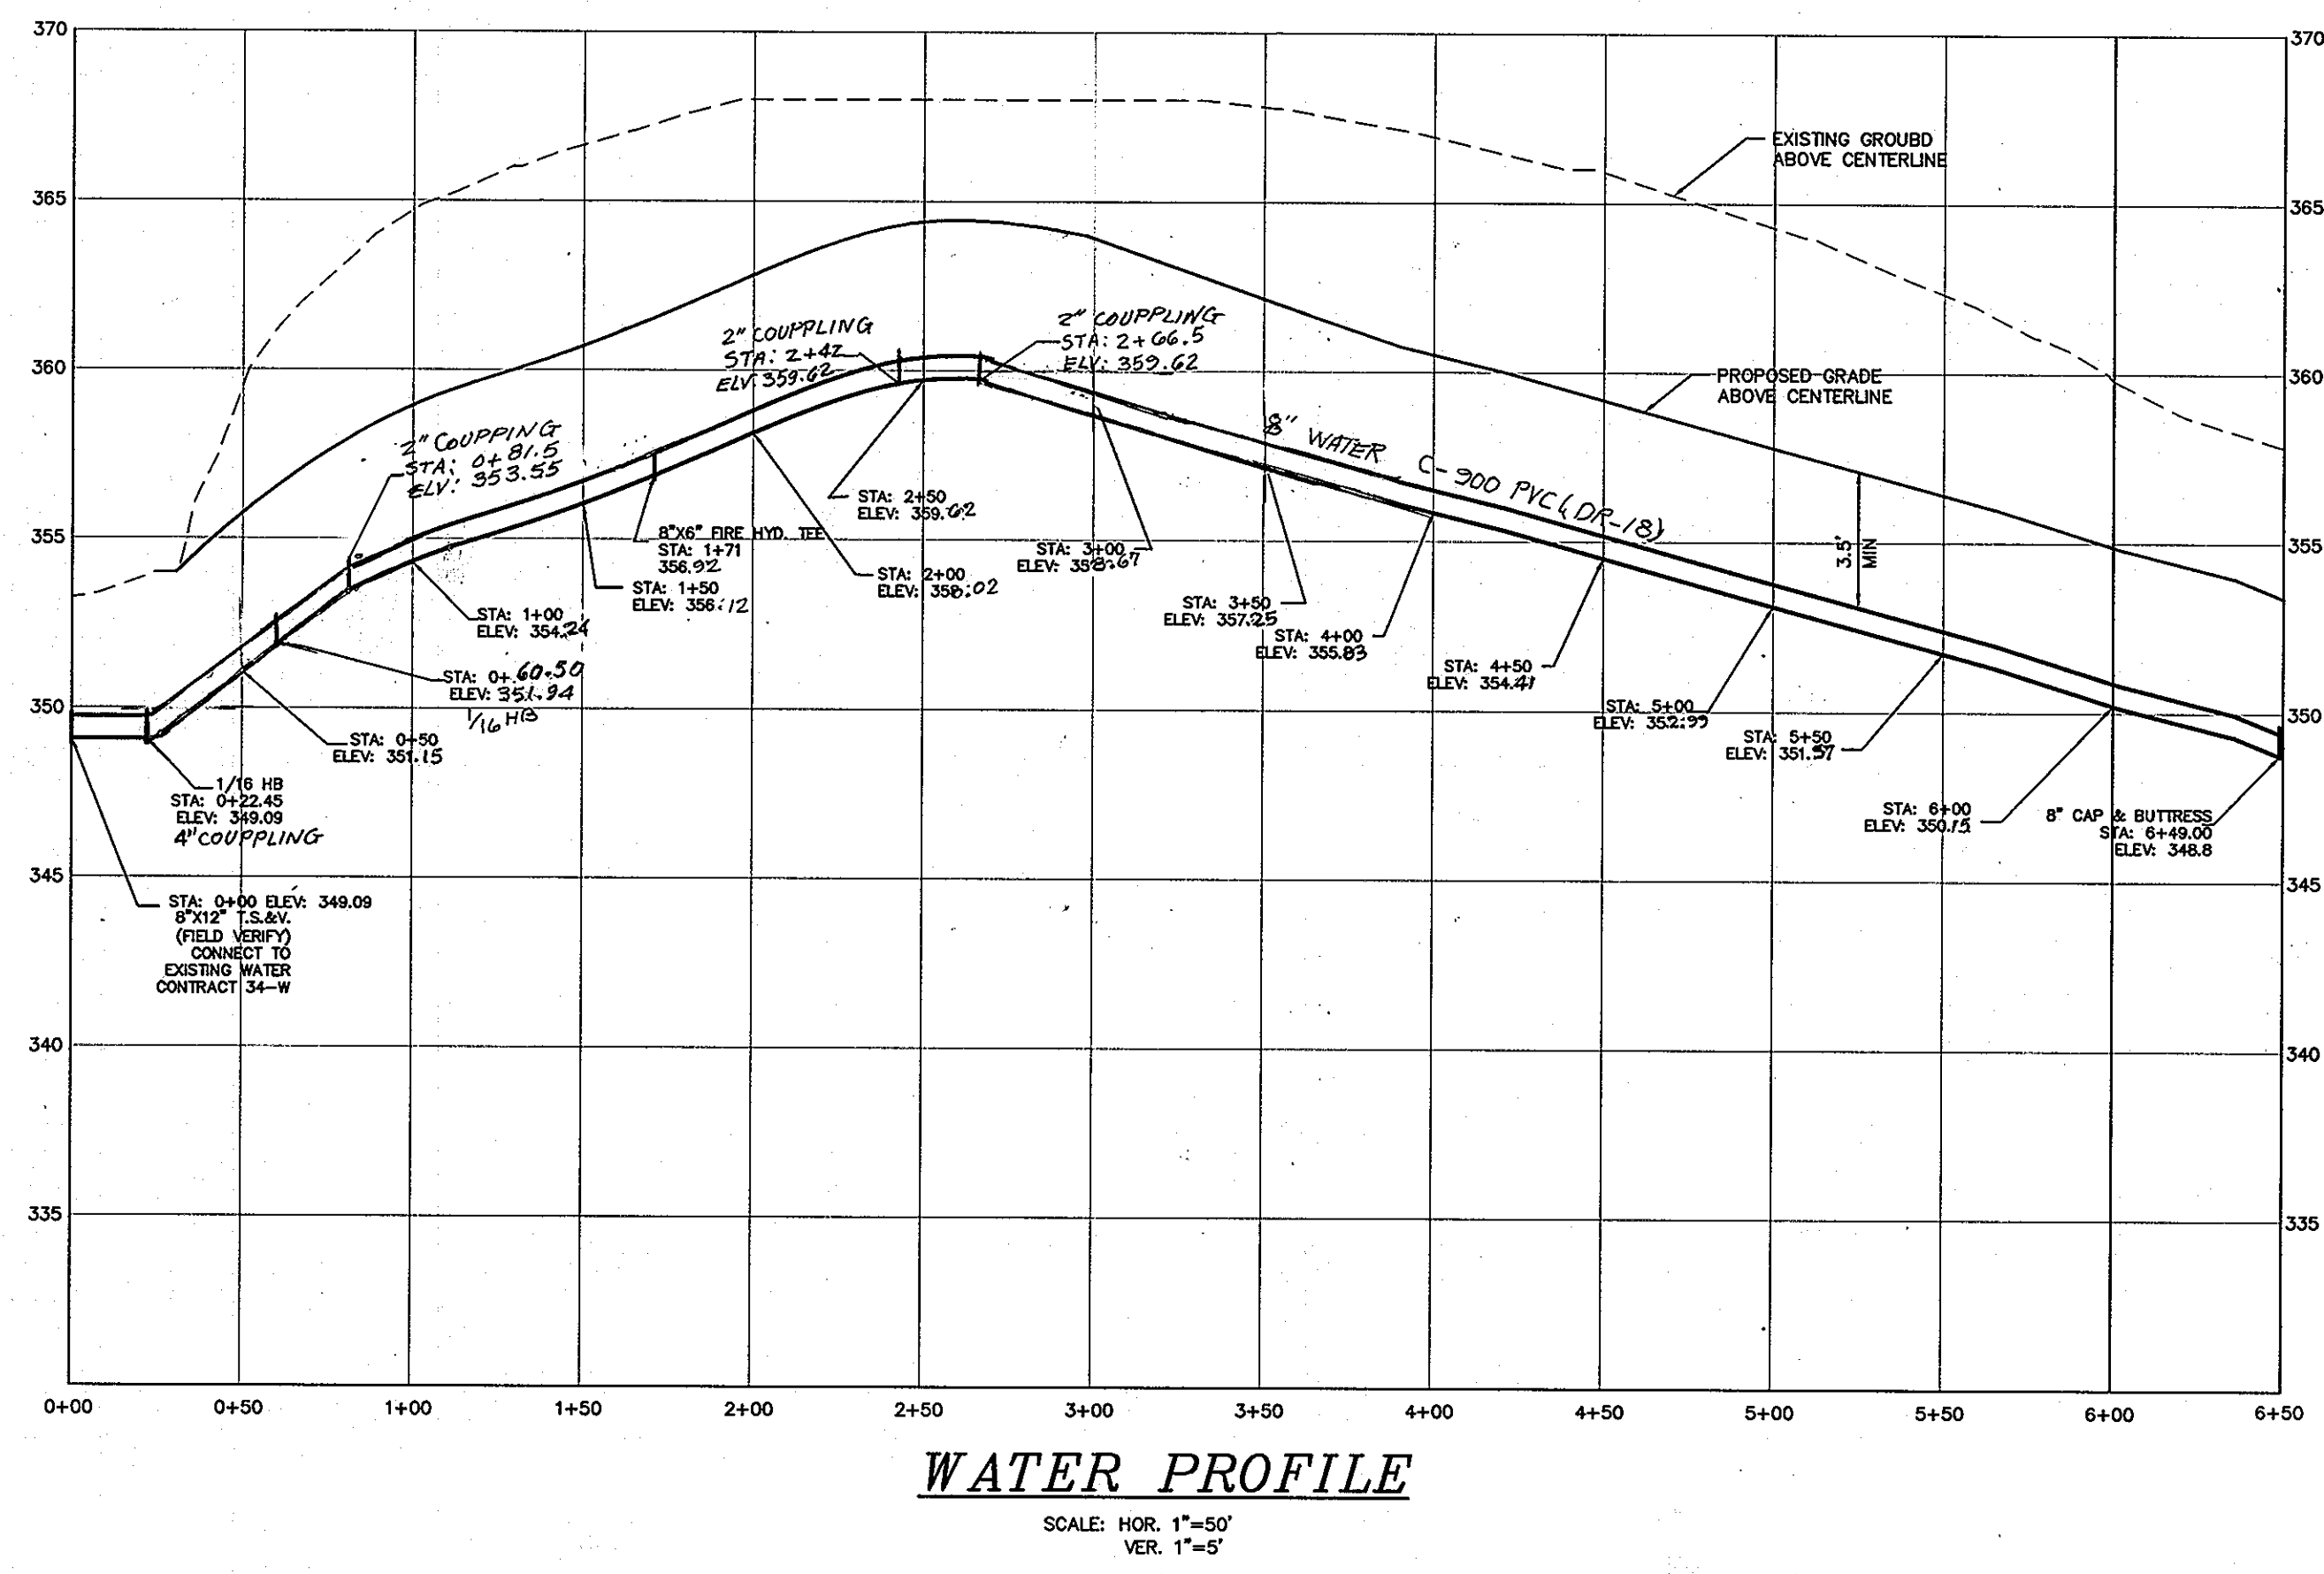 370
365
360
355
350
345
340
335
370
365
360
355
350
345
340
335
EXISTING GROUBD
ABOVE CENTERLINE
PROPOSED GRADE
ABOVE CENTERLINE
2" COUPPING
STA: 0+81.5
ELV: 353.55
2" COUPPLING
STA: 2+42
ELV 359.62
2" COUPPLING
STA: 2+66.5
ELV: 359.62
8" WATER C-900 PVC (DR-18)
3.5'
MIN
STA: 2+50
ELEV: 359.62
8"X6" FIRE HYD. TEE
STA: 1+71
356.92
STA: 1+50
ELEV: 356.12
STA: 2+00
ELEV: 358.02
STA: 3+00
ELEV: 358.67
STA: 3+50
ELEV: 357.25
STA: 4+00
ELEV: 355.83
STA: 4+50
ELEV: 354.41
STA: 5+00
ELEV: 352.99
STA: 5+50
ELEV: 351.57
STA: 6+00
ELEV: 350.15
8" CAP & BUTTRESS
STA: 6+49.00
ELEV: 348.8
STA: 1+00
ELEV: 354.24
STA: 0+60.50
ELEV: 351.94
1/16 HB
STA: 0+50
ELEV: 351.15
1/16 HB
STA: 0+22.45
ELEV: 349.09
4" COUPPLING
STA: 0+00 ELEV: 349.09
8"X12" T.S.&V.
(FIELD VERIFY)
CONNECT TO
EXISTING WATER
CONTRACT 34-W
0+00 0+50 1+00 1+50 2+00 2+50 3+00 3+50 4+00 4+50 5+00 5+50 6+00 6+50
WATER PROFILE
SCALE: HOR. 1"=50'
VER. 1"=5'